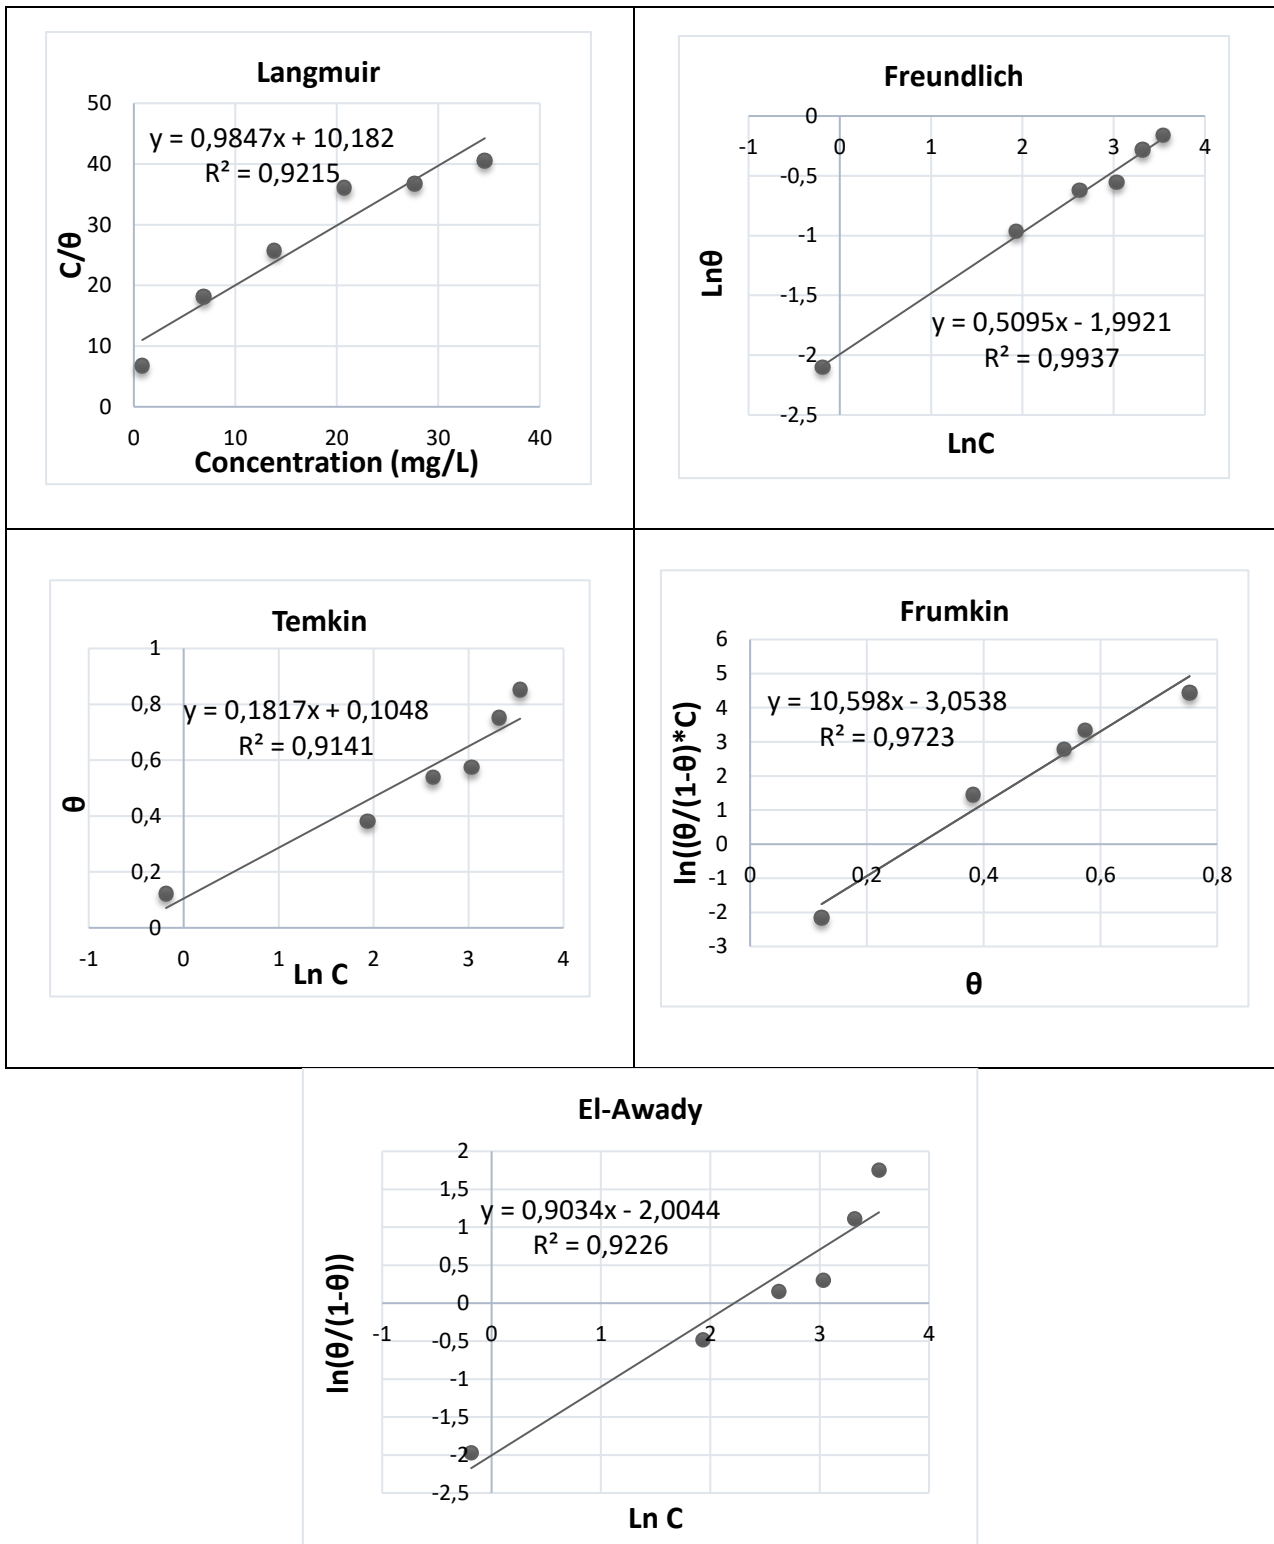 Langmuir
50
40
30
20
10
0
y = 0,9847x + 10,182
R² = 0,9215
C/θ
0 10 20 30 40
Concentration (mg/L)
Freundlich
0
-1 0 1 2 3 4
-0,5
-1
-1,5
-2
-2,5
Lnθ
y = 0,5095x - 1,9921
R² = 0,9937
LnC
Temkin
1
0,8
0,6
0,4
0,2
0
y = 0,1817x + 0,1048
R² = 0,9141
θ
-1 0 1 2 3 4
Ln C
Frumkin
6
5
4
3
2
1
0
-1
-2
-3
y = 10,598x - 3,0538
R² = 0,9723
ln((θ/(1-θ)*C)
0 0,2 0,4 0,6 0,8
θ
El-Awady
2
1,5
1
0,5
0
-0,5
-1
-1,5
-2
-2,5
y = 0,9034x - 2,0044
R² = 0,9226
ln(θ/(1-θ))
-1 0 1 2 3 4
Ln C